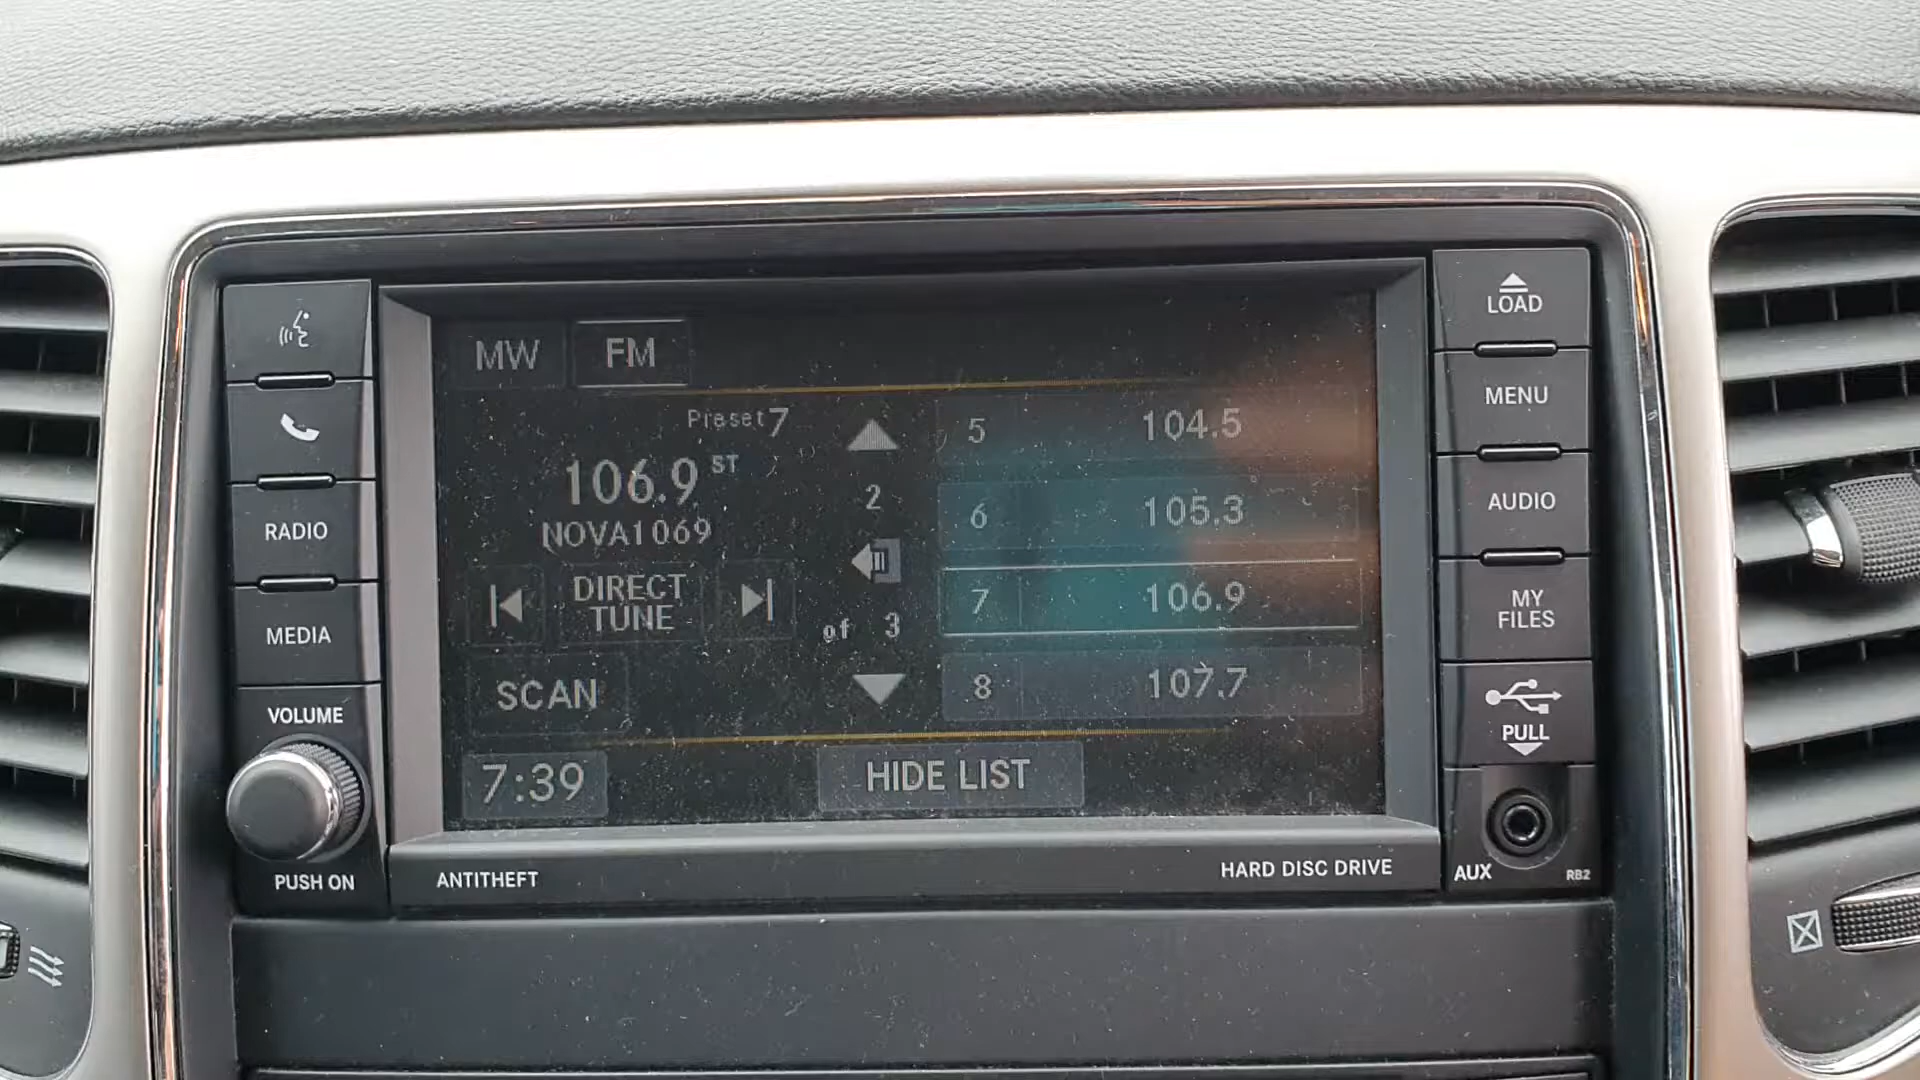 MW FM
Preset 7
106.9 ST
NOVA1069
DIRECT
TUNE
SCAN
7:39
2
of 3
5 104.5
6 105.3
7 106.9
8 107.7
HIDE LIST
RADIO
MEDIA
VOLUME
PUSH ON
ANTITHEFT
HARD DISC DRIVE
LOAD
MENU
AUDIO
MY
FILES
PULL
AUX
RB2